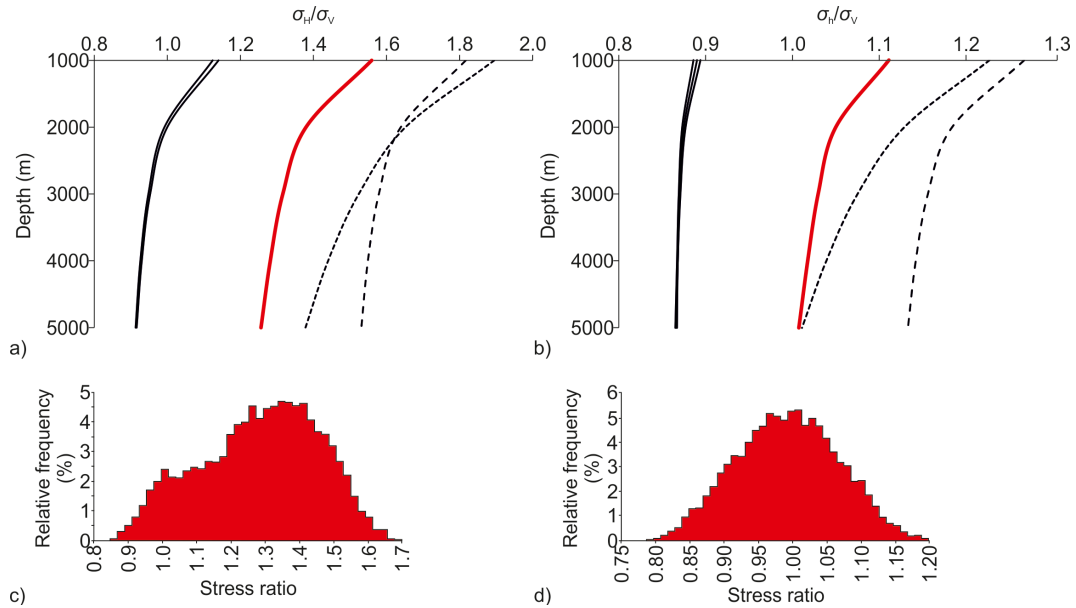 σH/σV
0.8 1.0 1.2 1.4 1.6 1.8 2.0
1000
2000
3000
4000
5000
Depth (m)
a)
σh/σV
0.8 0.9 1.0 1.1 1.2 1.3
1000
2000
3000
4000
5000
Depth (m)
b)
5
4
3
2
1
0
Relative frequency
(%)
0.8 0.9 1.0 1.1 1.2 1.3 1.4 1.5 1.6 1.7
Stress ratio
c)
6
5
4
3
2
1
0
Relative frequency
(%)
0.75 0.80 0.85 0.90 0.95 1.00 1.05 1.10 1.15 1.20
Stress ratio
d)